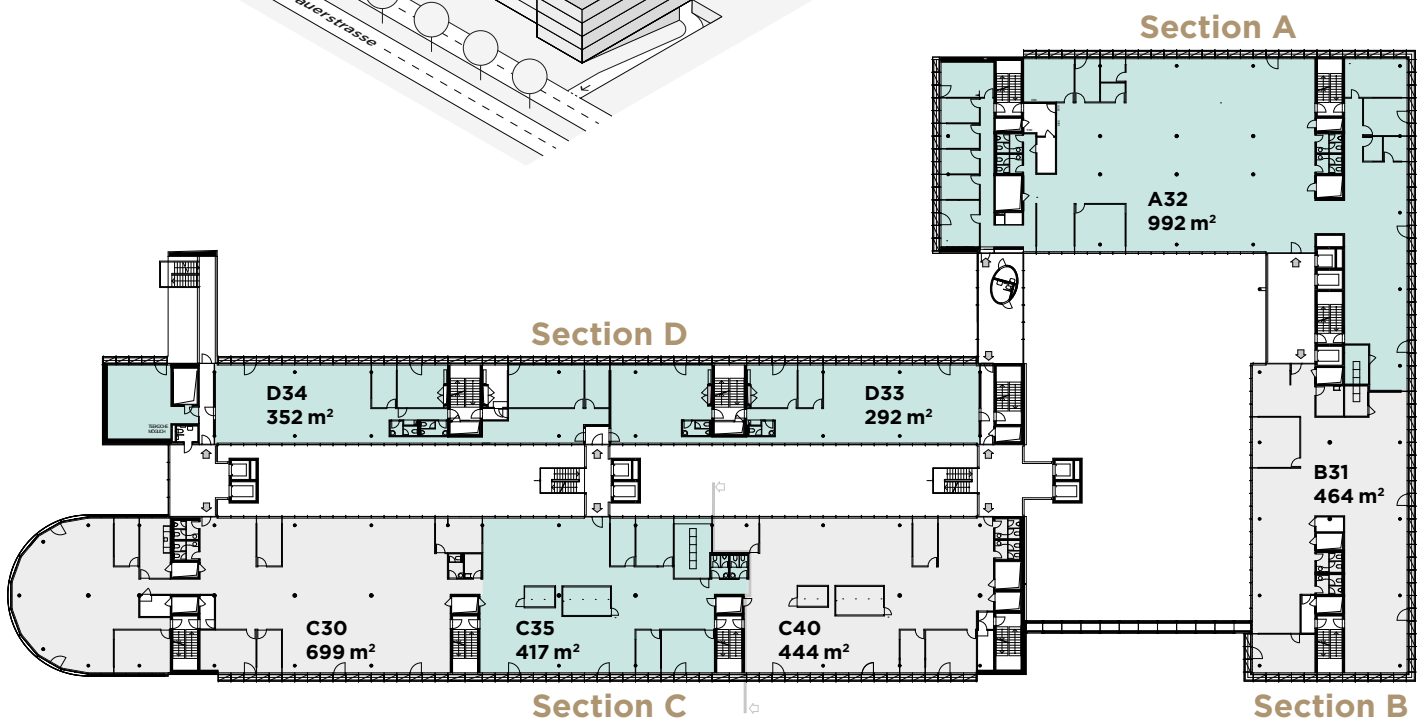 auerstrasse
Section A
A32
992 m²
Section D
D34
352 m²
D33
292 m²
B31
464 m²
C30
699 m²
C35
417 m²
C40
444 m²
Section C
Section B